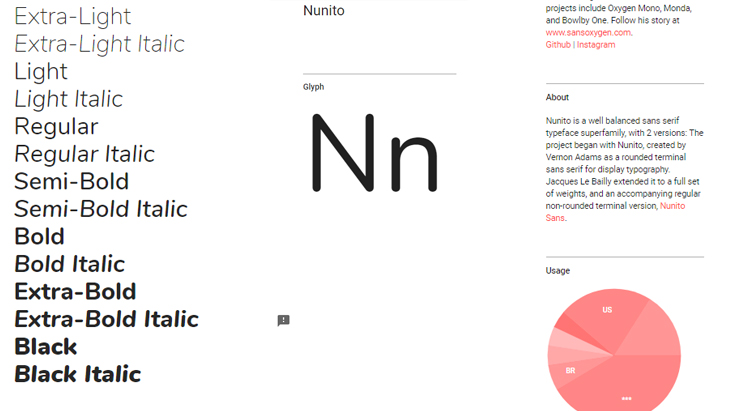 Extra-Light
Extra-Light Italic
Light
Light Italic
Regular
Regular Italic
Semi-Bold
Semi-Bold Italic
Bold
Bold Italic
Extra-Bold
Extra-Bold Italic
Black
Black Italic
Nunito
Glyph
Nn
projects include Oxygen Mono, Monda,
and Bowlby One. Follow his story at
www.sansoxygen.com.
Github | Instagram
About
Nunito is a well balanced sans serif
typeface superfamily, with 2 versions: The
project began with Nunito, created by
Vernon Adams as a rounded terminal
sans serif for display typography.
Jacques Le Bailly extended it to a full set
of weights, and an accompanying regular
non-rounded terminal version, Nunito
Sans.
Usage
US
BR
***